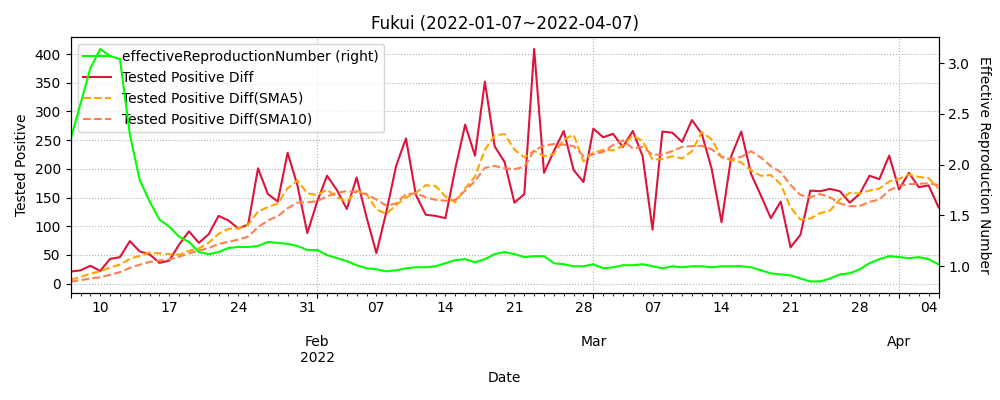 Fukui (2022-01-07~2022-04-07)
effectiveReproductionNumber (right)
Tested Positive Diff
Tested Positive Diff(SMA5)
Tested Positive Diff(SMA10)
Tested Positive
400
350
300
250
200
150
100
50
0
3.0
2.5
2.0
1.5
1.0
Effective Reproduction Number
10 17 24 31 07 14 21 28 07 14 21 28 04
Feb Mar Apr
2022
Date